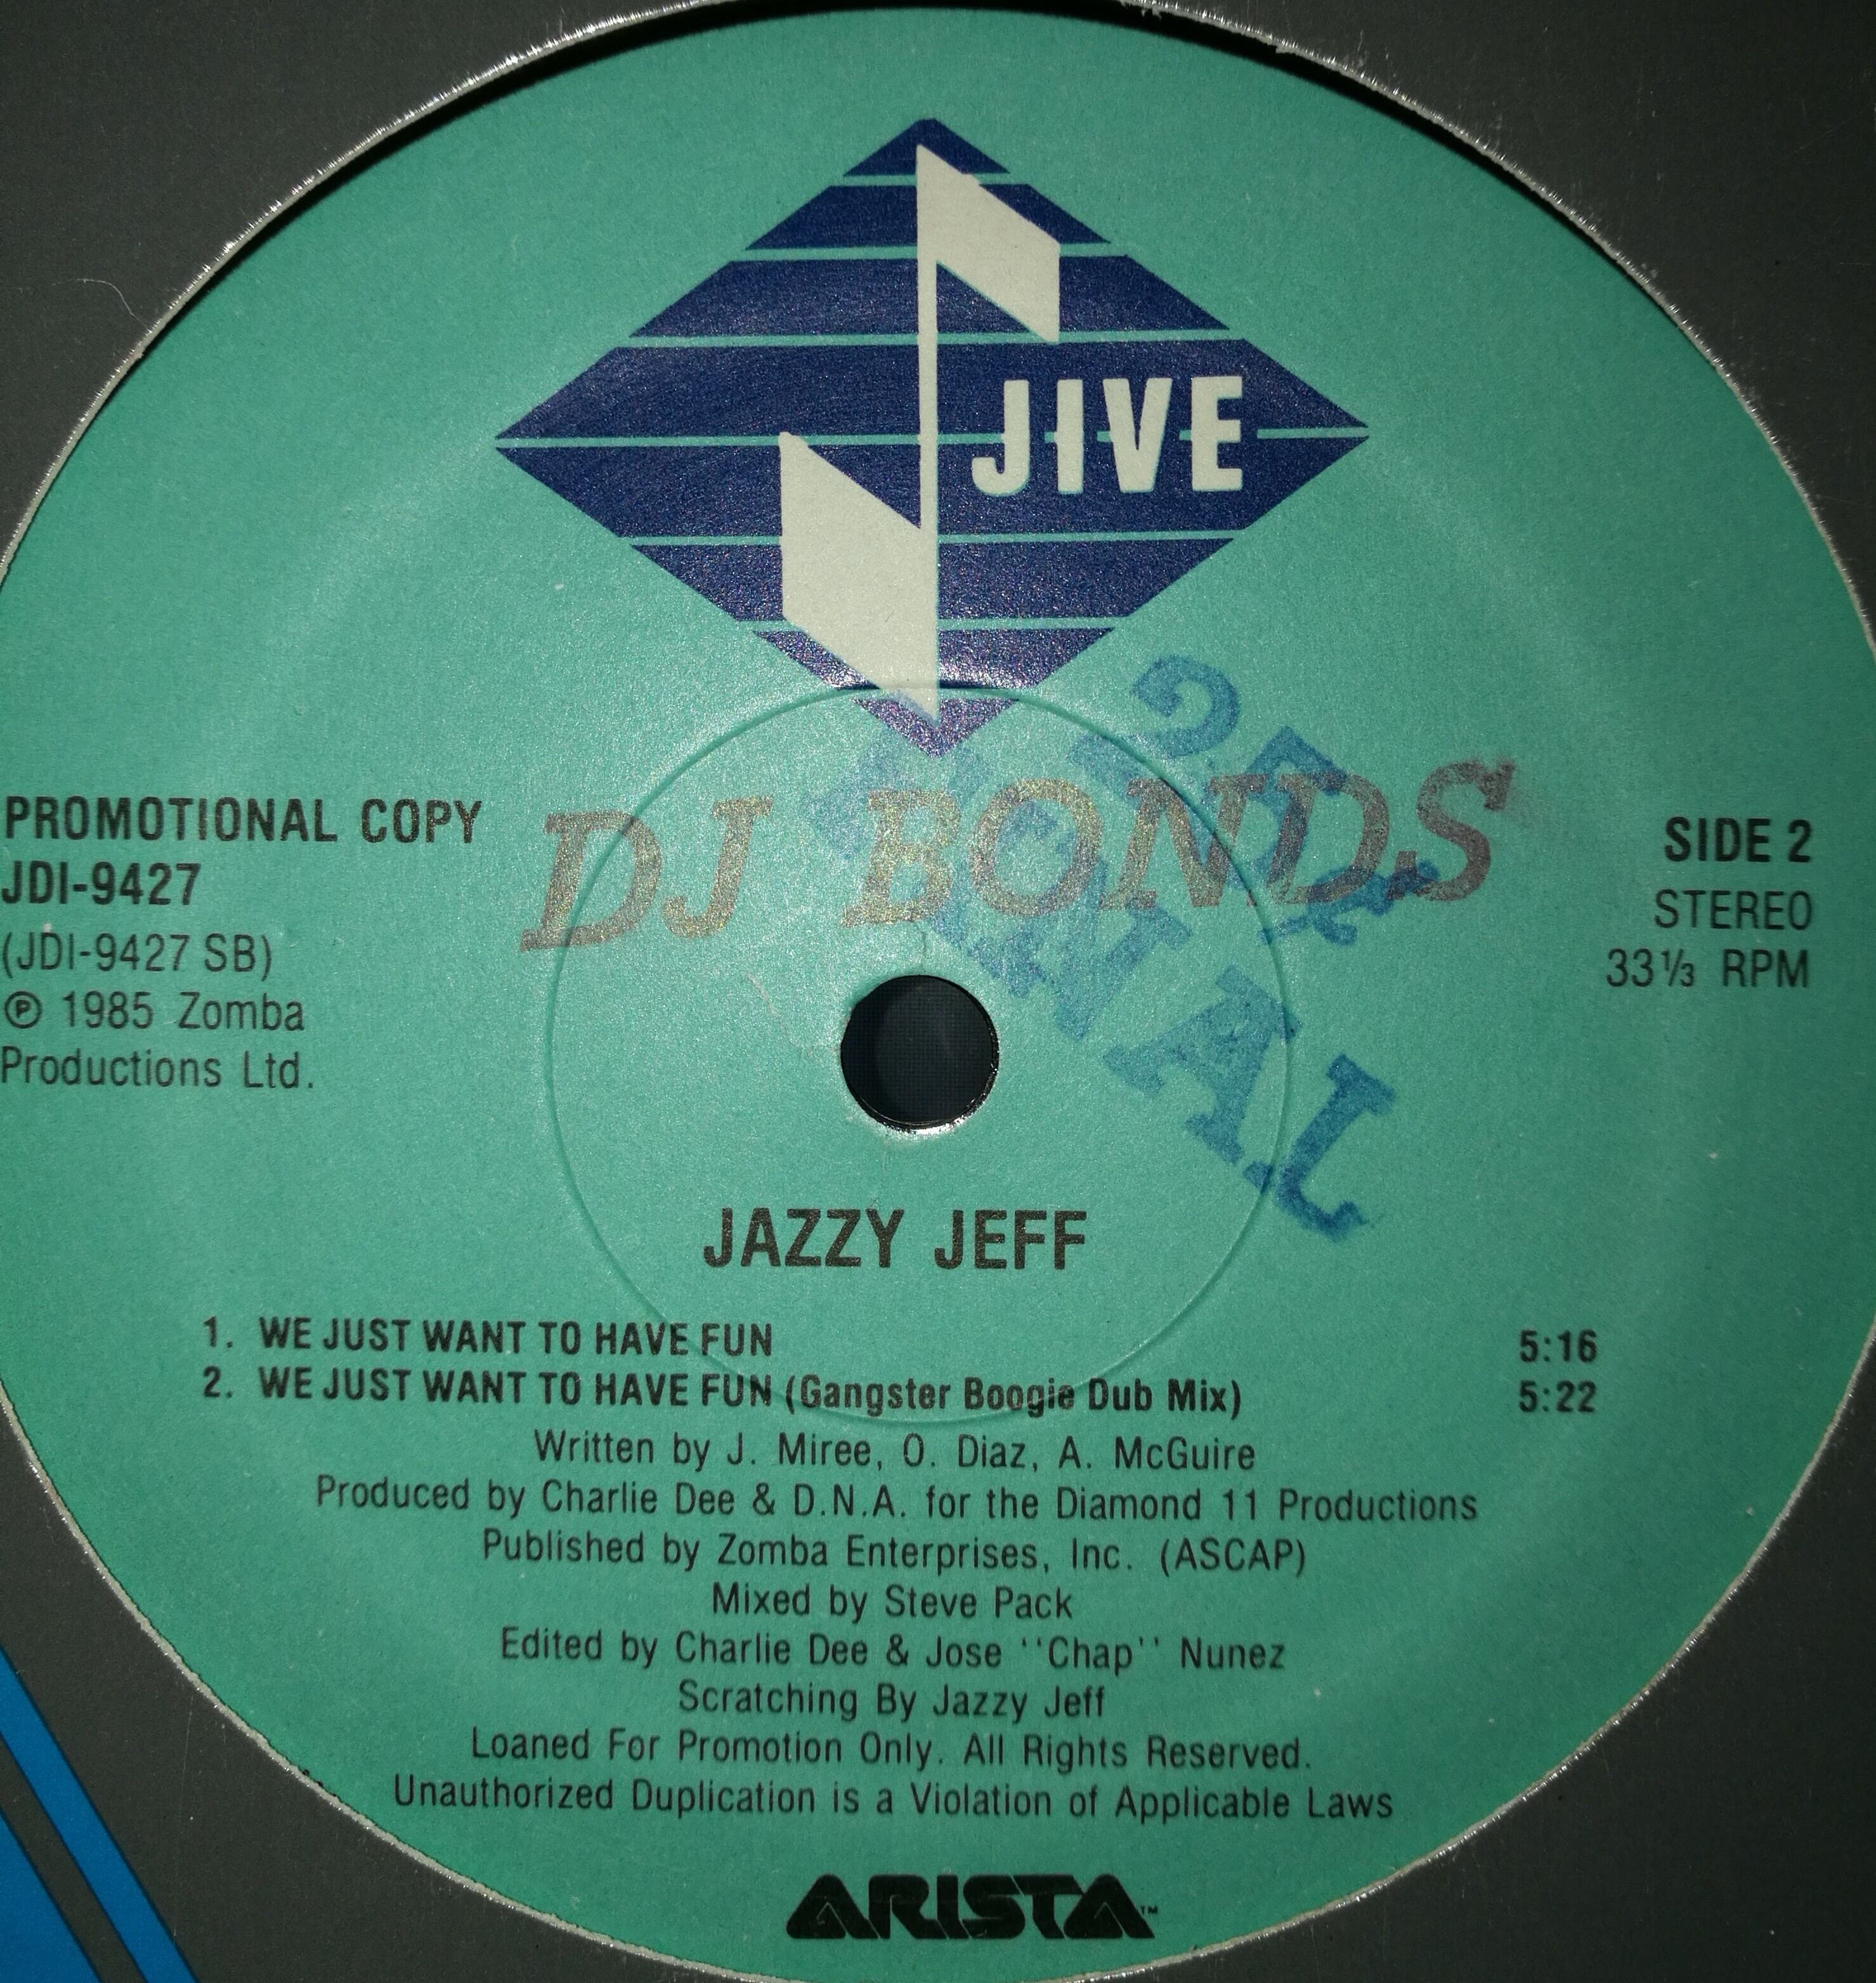 JIVE
DJ BONDS
PROMOTIONAL COPY
JDI-9427
(JDI-9427 SB)
℗ 1985 Zomba
Productions Ltd.
SIDE 2
STEREO
33⅓ RPM
JAZZY JEFF
1. WE JUST WANT TO HAVE FUN 5:16
2. WE JUST WANT TO HAVE FUN (Gangster Boogie Dub Mix) 5:22
Written by J. Miree, O. Diaz, A. McGuire
Produced by Charlie Dee & D.N.A. for the Diamond 11 Productions
Published by Zomba Enterprises, Inc. (ASCAP)
Mixed by Steve Pack
Edited by Charlie Dee & Jose ''Chap'' Nunez
Scratching By Jazzy Jeff
Loaned For Promotion Only. All Rights Reserved.
Unauthorized Duplication is a Violation of Applicable Laws
ARISTA™